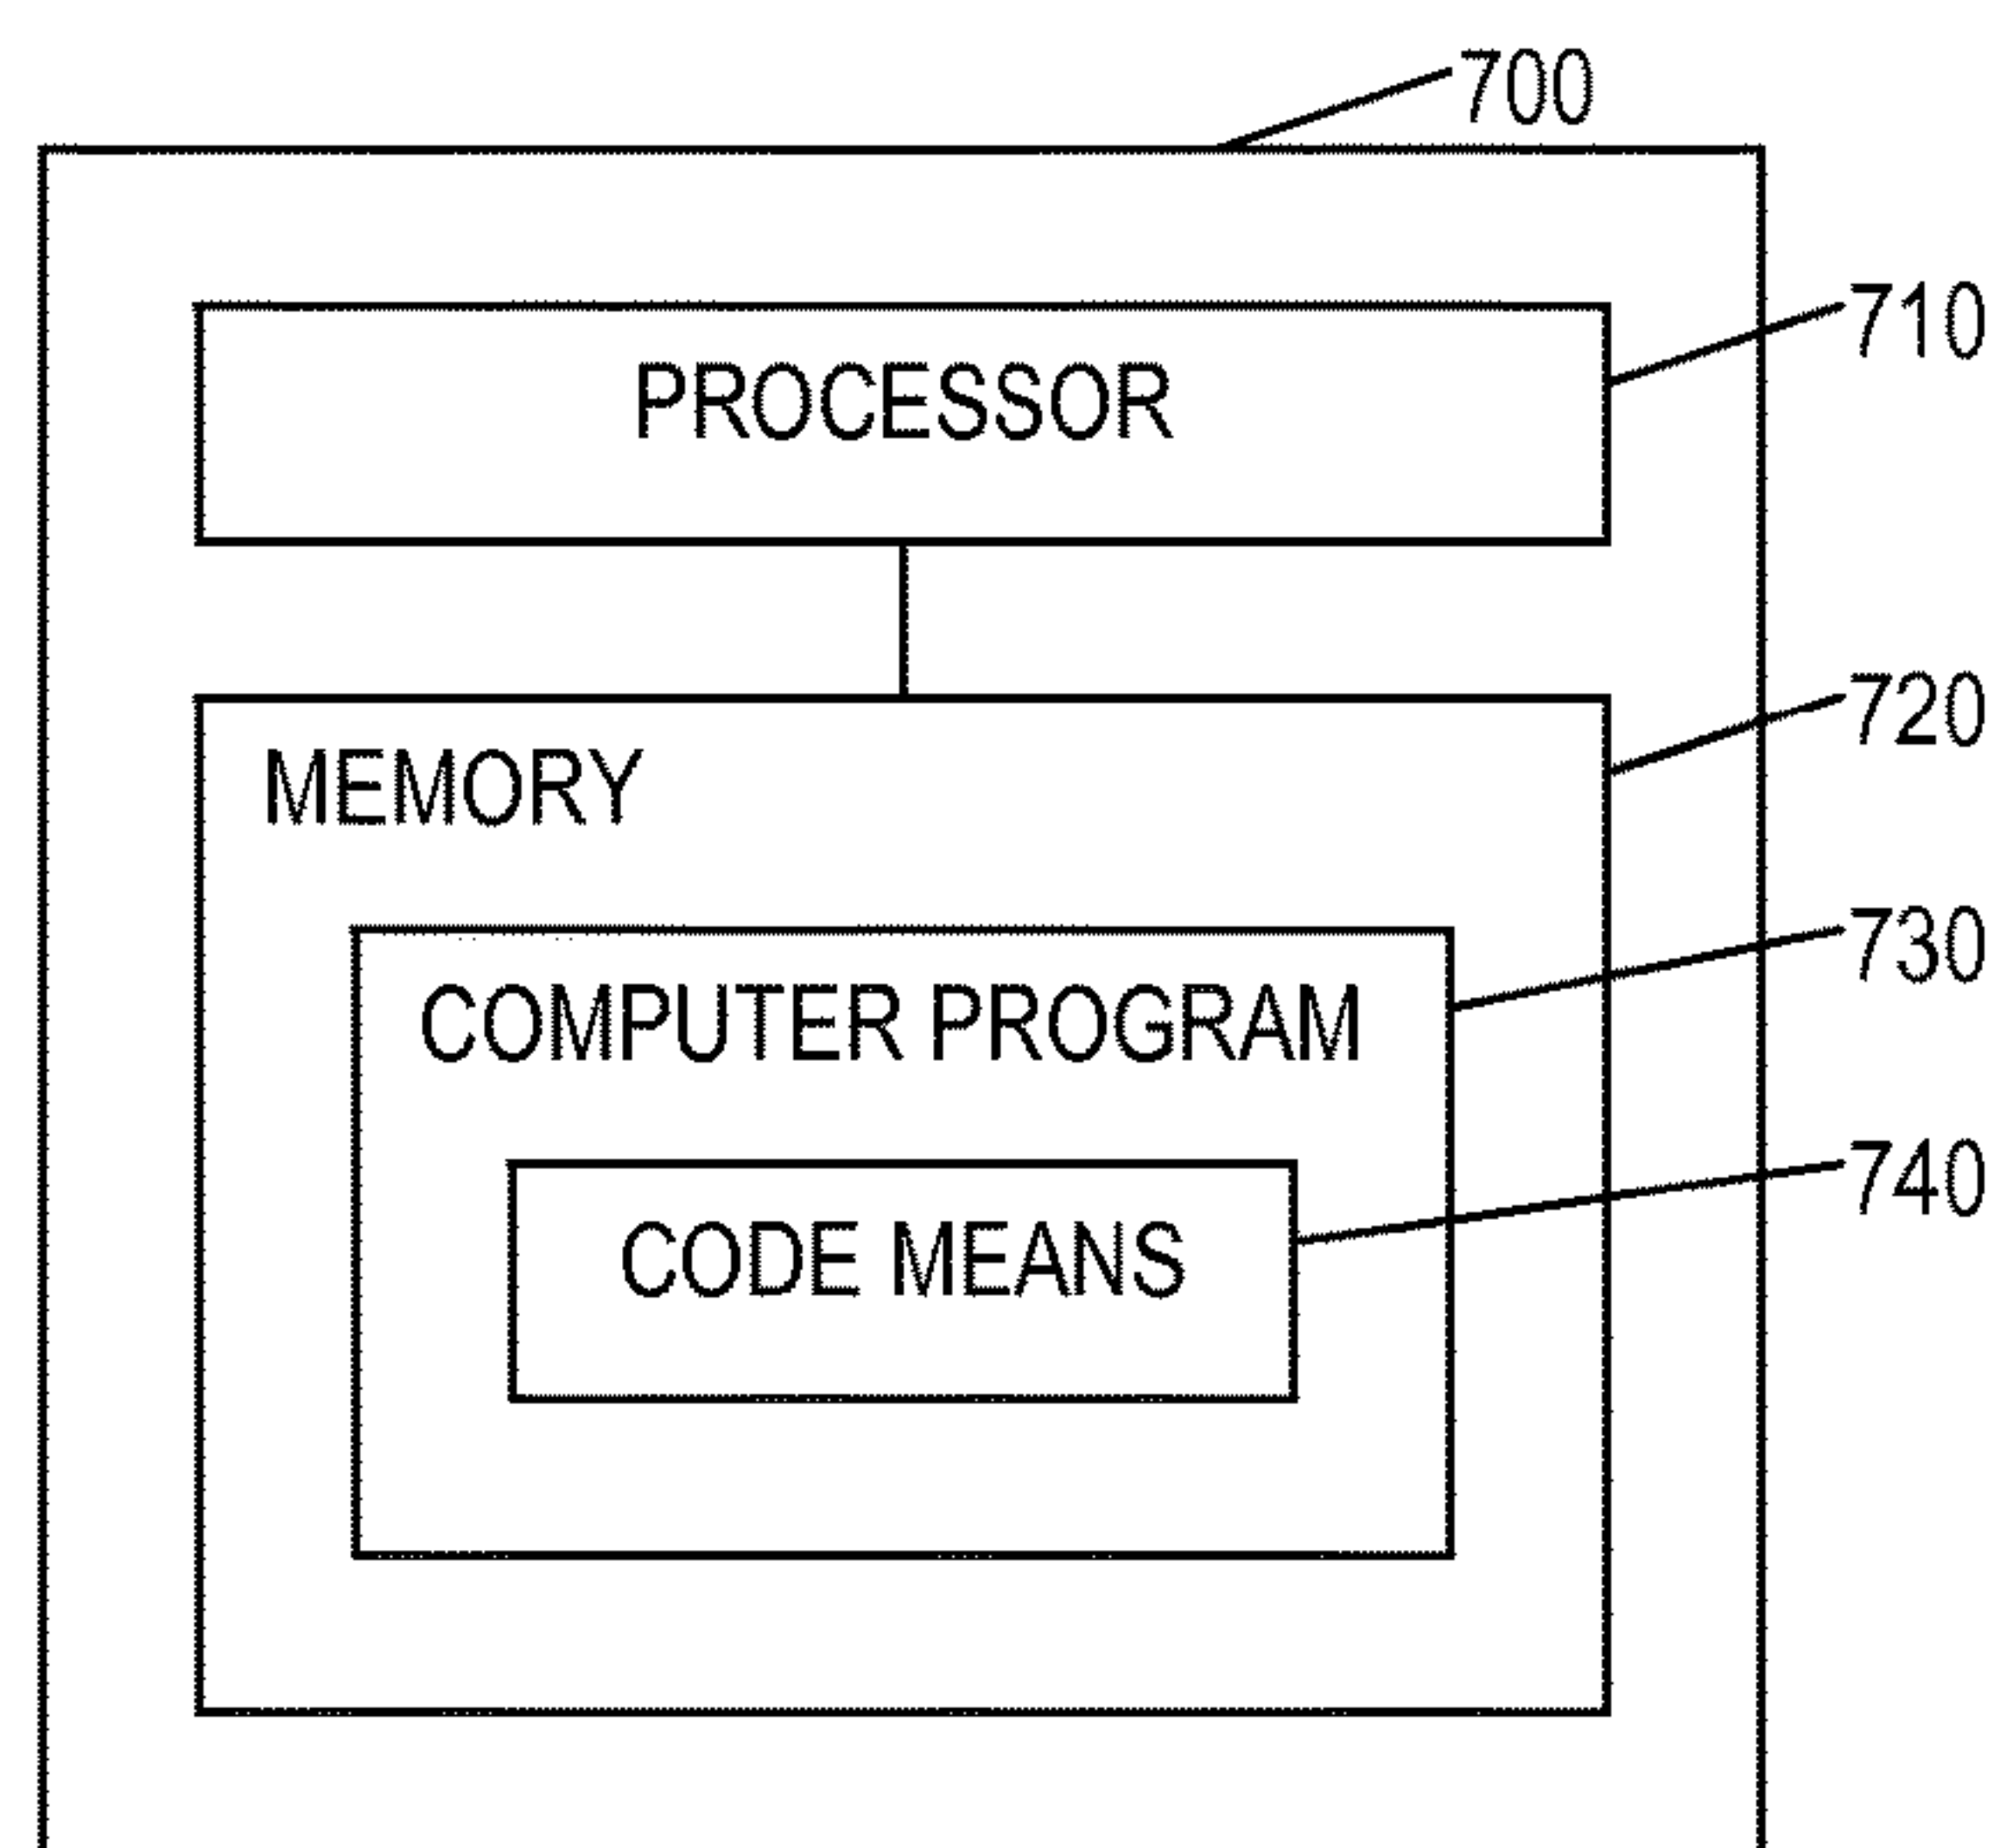 700
PROCESSOR
710
MEMORY
720
COMPUTER PROGRAM
730
CODE MEANS
740